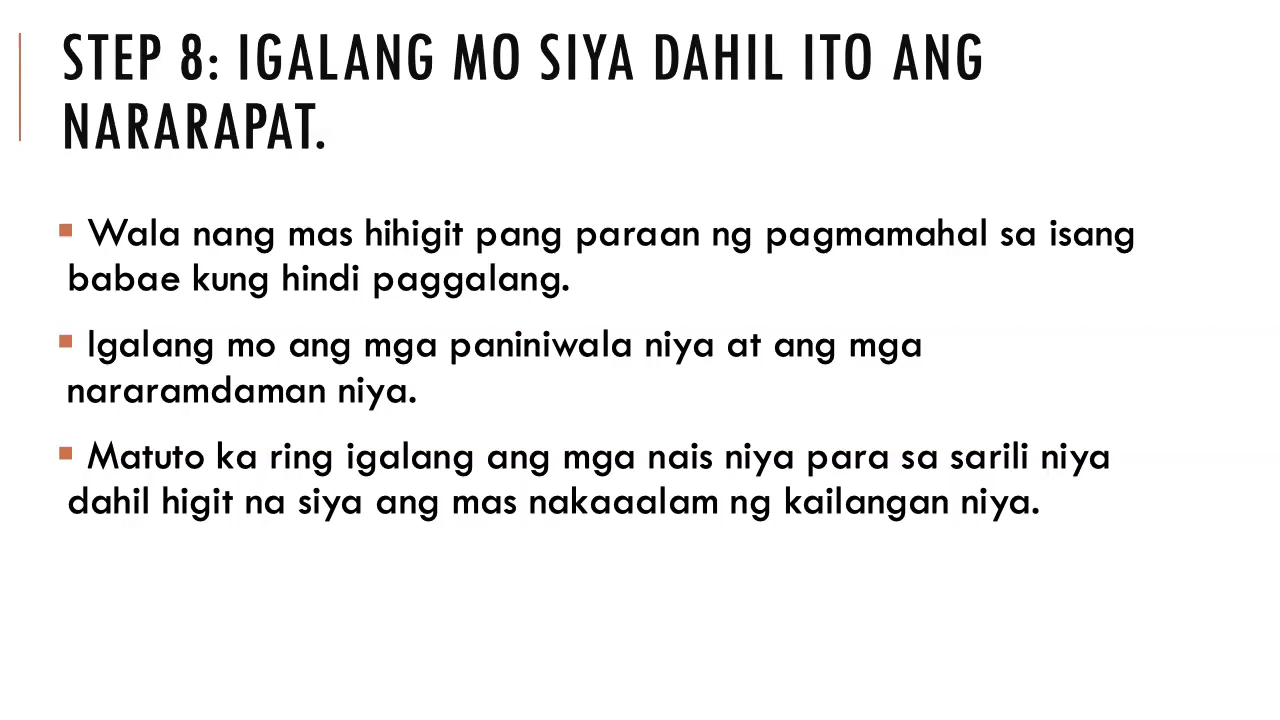 STEP 8: IGALANG MO SIYA DAHIL ITO ANG
NARARAPAT.
Wala nang mas hihigit pang paraan ng pagmamahal sa isang
babae kung hindi paggalang.
Igalang mo ang mga paniniwala niya at ang mga
nararamdaman niya.
Matuto ka ring igalang ang mga nais niya para sa sarili niya
dahil higit na siya ang mas nakaaalam ng kailangan niya.